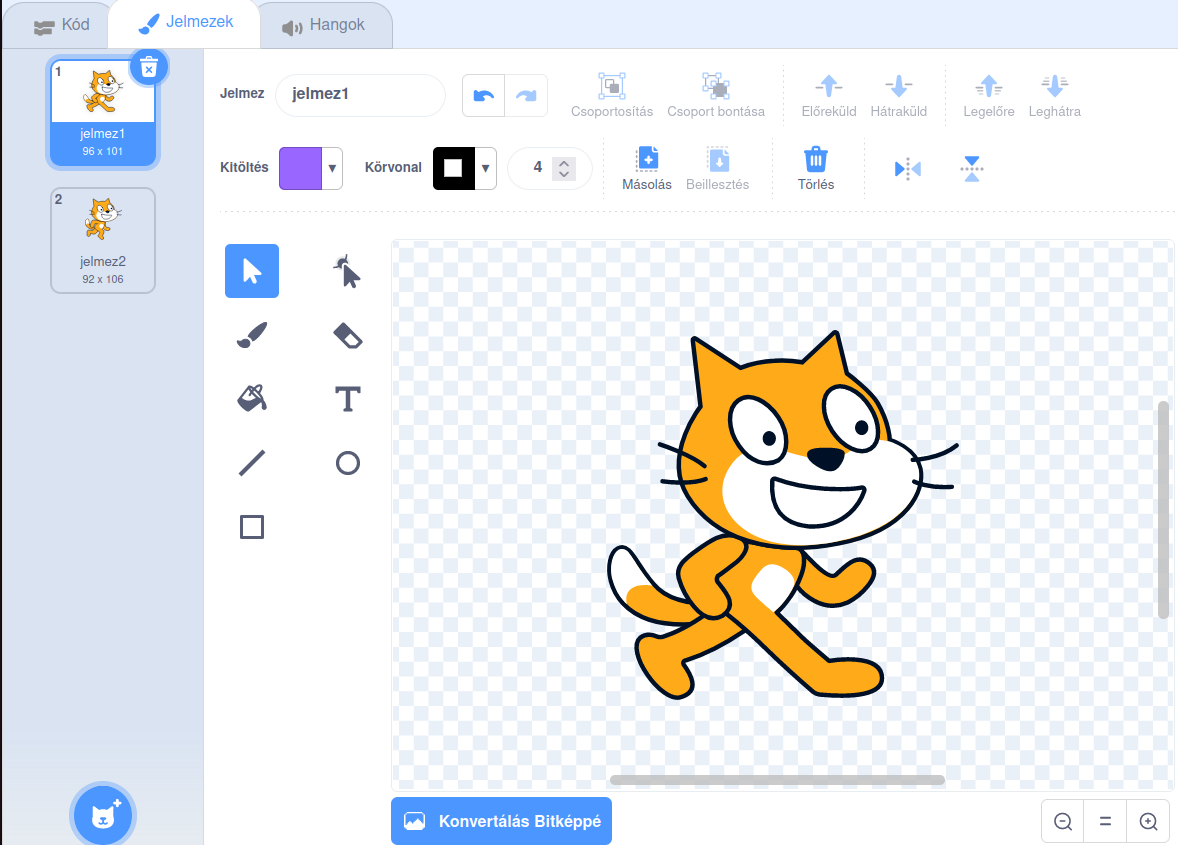 Kód
Jelmezek
Hangok
1
jelmez1
96 x 101
2
jelmez2
92 x 106
Jelmez
jelmez1
Csoportosítás
Csoport bontása
Előreküld
Hátraküld
Legelőre
Leghátra
Kitöltés
Körvonal
4
Másolás
Beillesztés
Törlés
Konvertálás Bitképpé